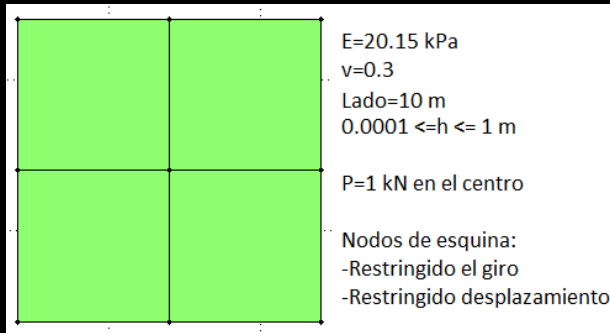 E=20.15 kPa
v=0.3
Lado=10 m
0.0001 <=h <= 1 m
P=1 kN en el centro
Nodos de esquina:
-Restringido el giro
-Restringido desplazamiento